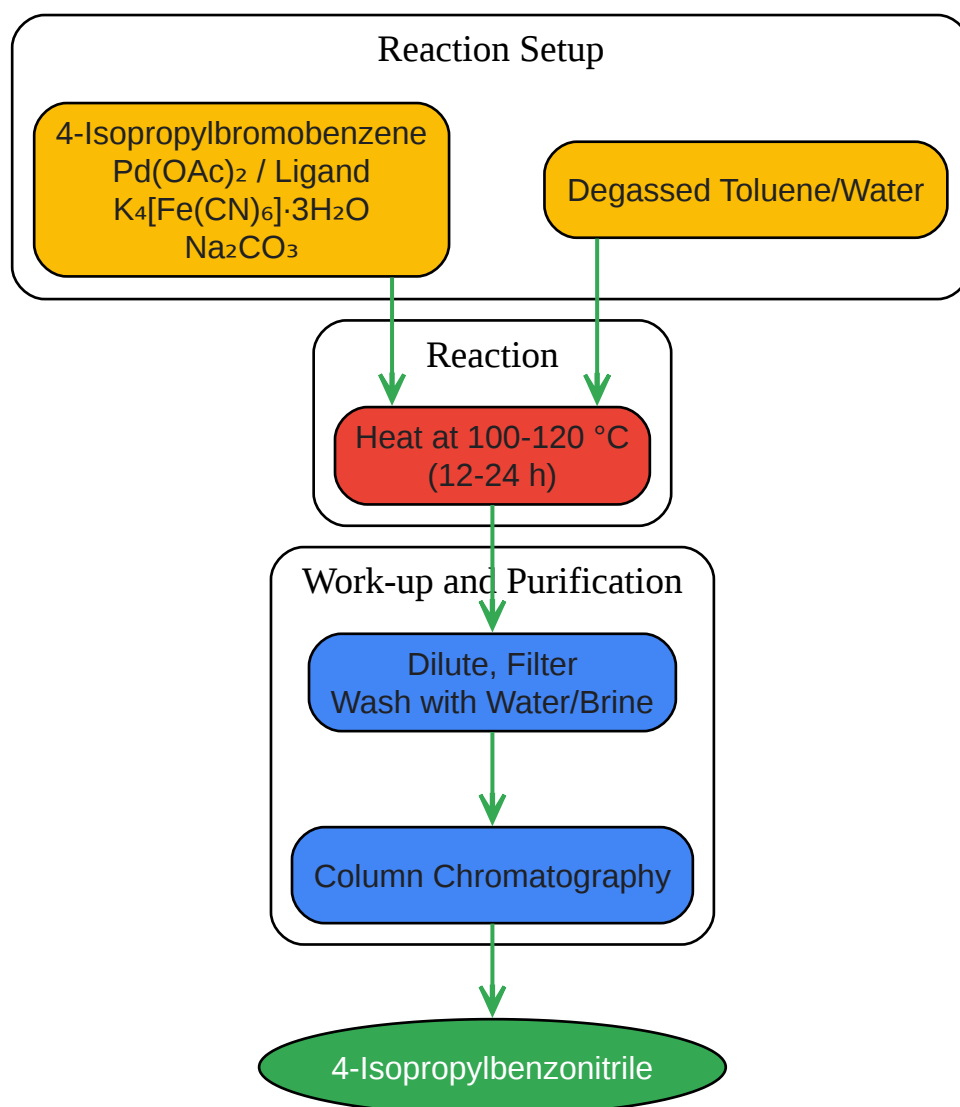 Reaction Setup
4-Isopropylbromobenzene
Pd(OAc)₂ / Ligand
K₄[Fe(CN)₆]·3H₂O
Na₂CO₃
Degassed Toluene/Water
Reaction
Heat at 100-120 °C
(12-24 h)
Work-up and Purification
Dilute, Filter
Wash with Water/Brine
Column Chromatography
4-Isopropylbenzonitrile